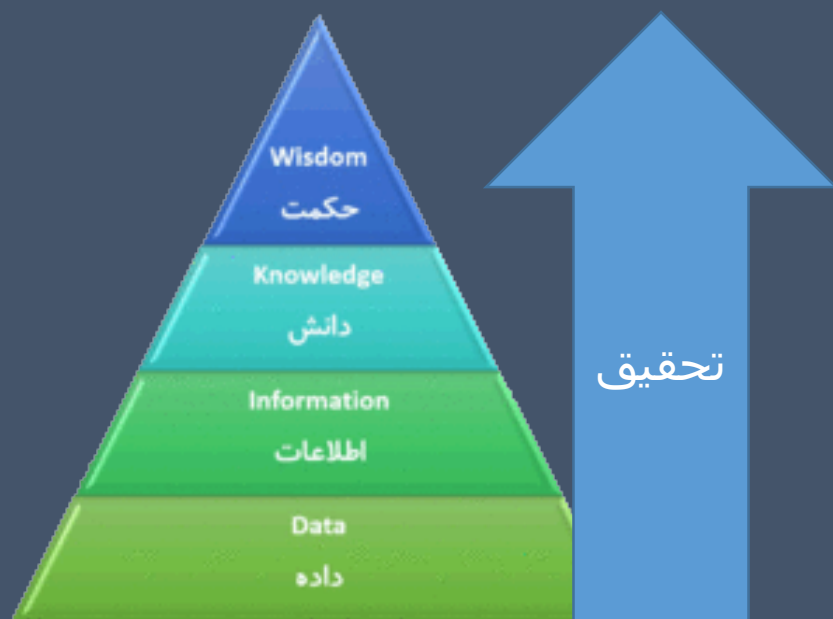 Wisdom
حکمت
Knowledge
دانش
Information
اطلاعات
Data
داده
تحقیق